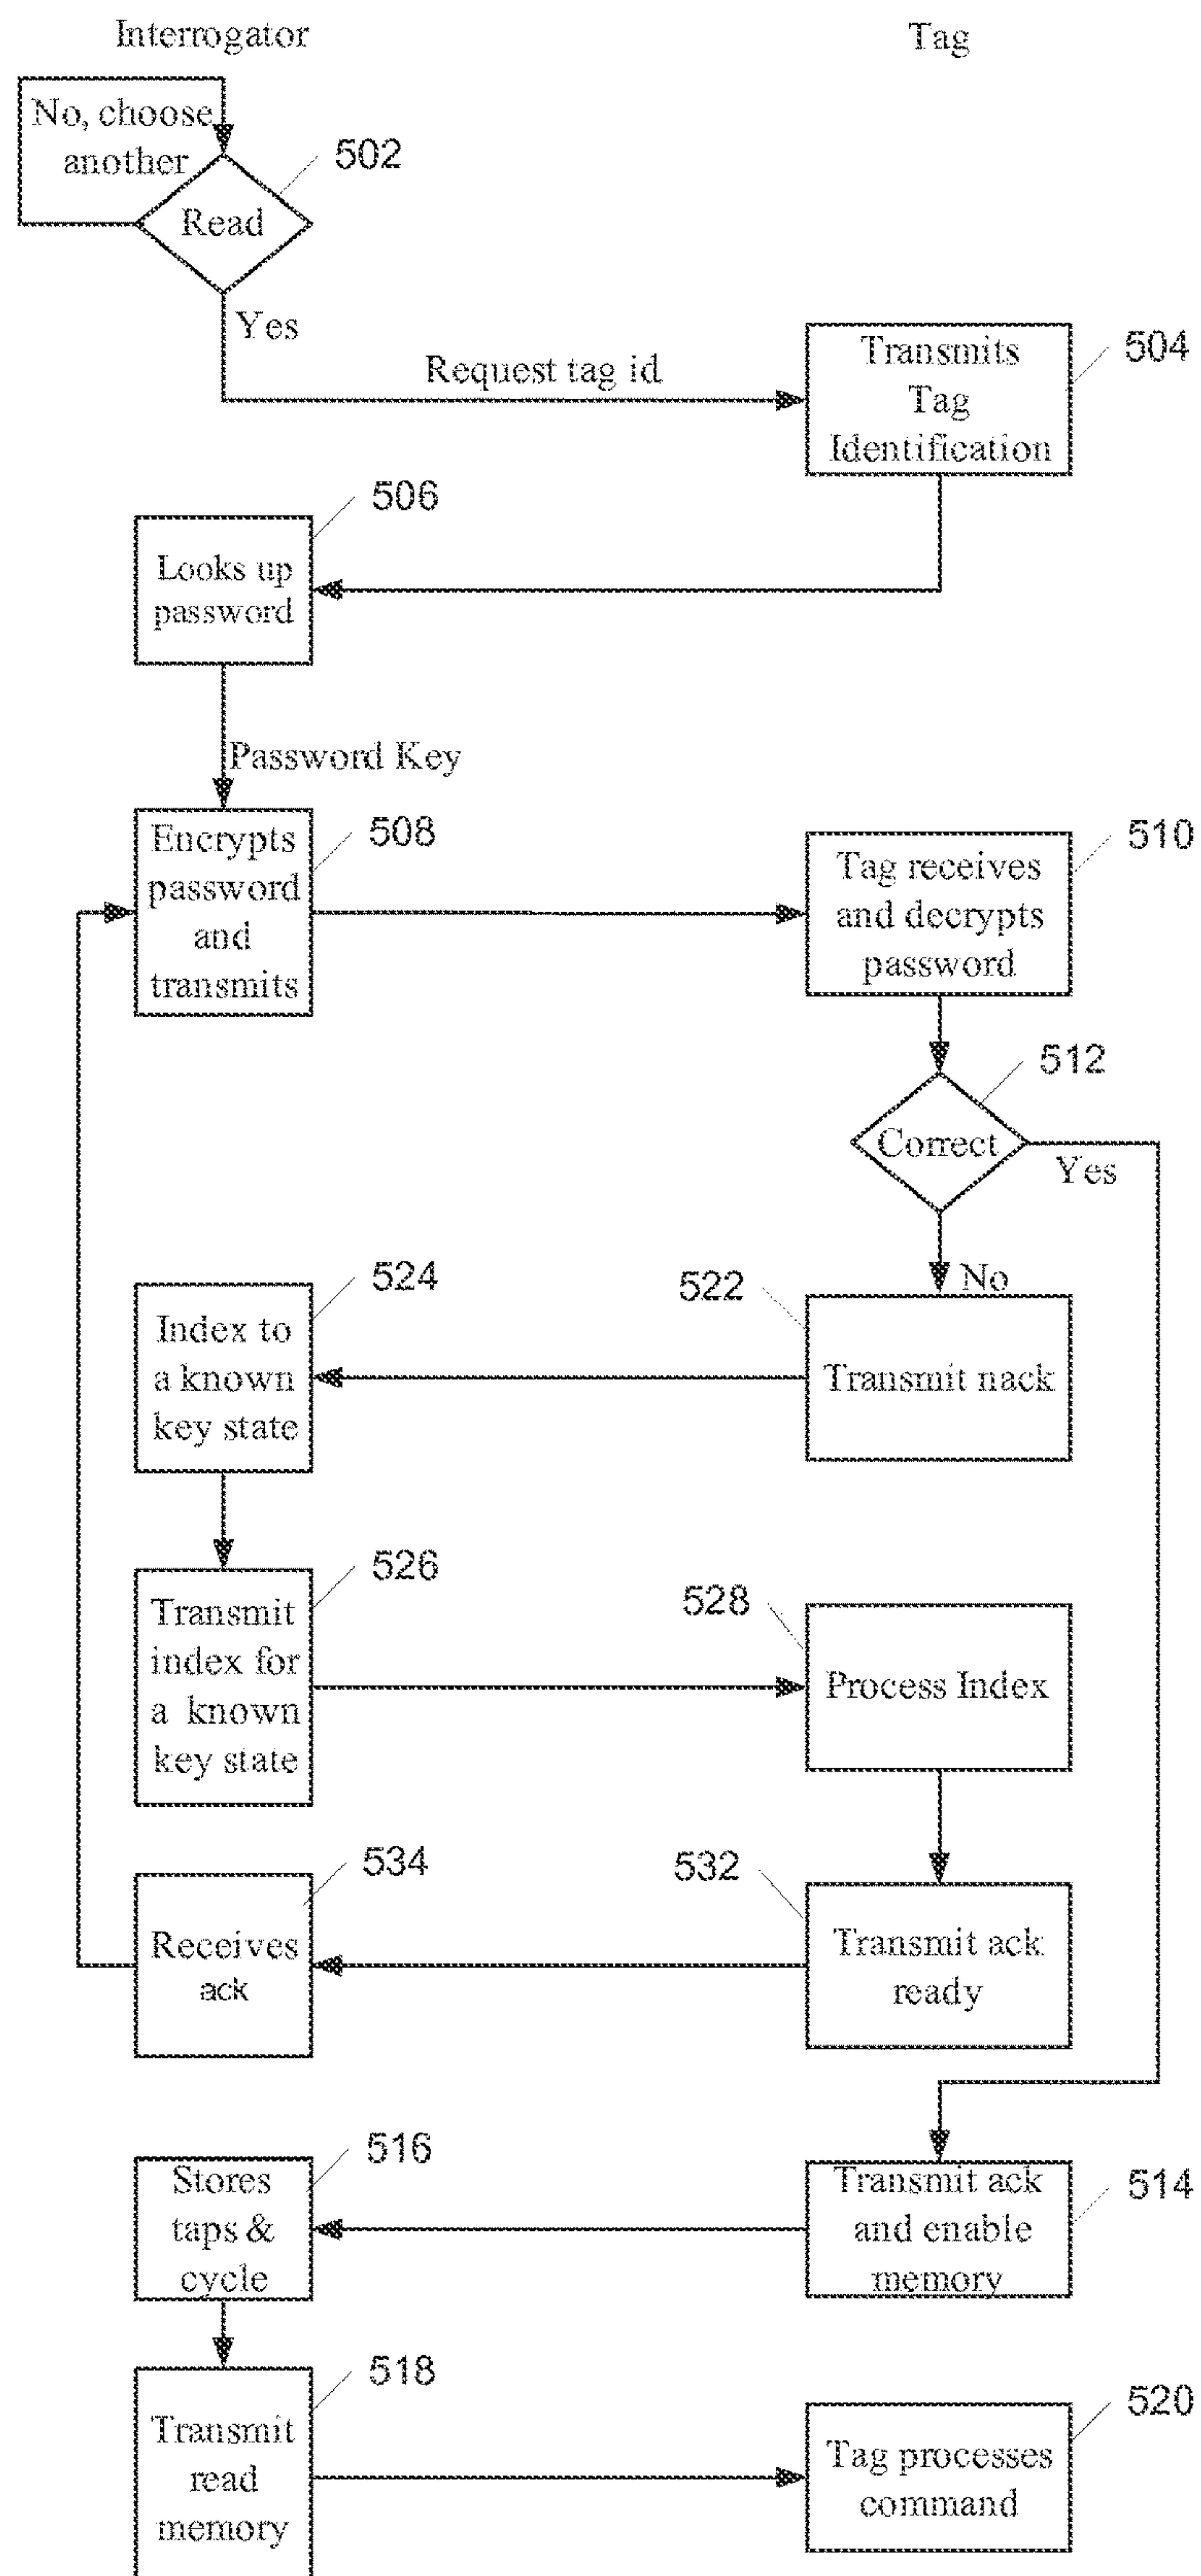 Interrogator
Tag
No, choose
another
502
Read
Yes
Request tag id
Transmits
Tag
Identification
504
506
Looks up
password
Password Key
Encrypts
password
and
transmits
508
Tag receives
and decrypts
password
510
512
Correct
Yes
No
524
Index to
a known
key state
522
Transmit nack
526
Transmit
index for
a known
key state
528
Process Index
534
Receives
ack
532
Transmit ack
ready
516
Stores
taps &
cycle
Transmit ack
and enable
memory
514
518
Transmit
read
memory
520
Tag processes
command